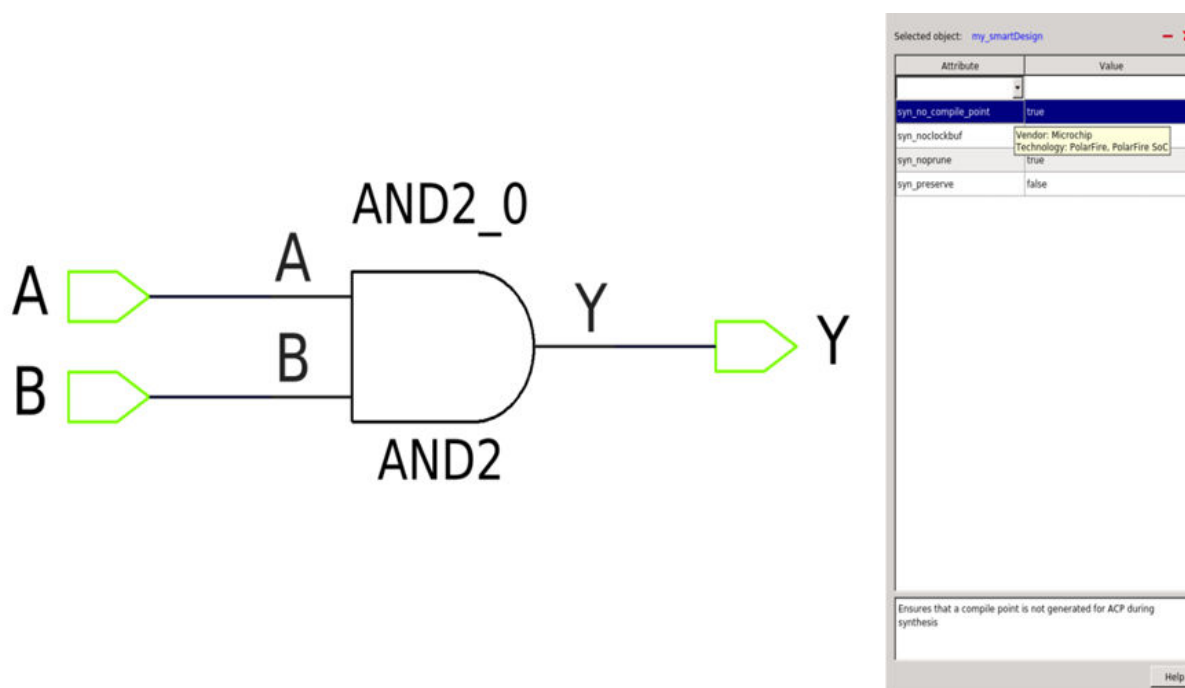 AND2_0
A
A
B
B
Y
Y
AND2
Selected object: my_smartDesign
Attribute Value
syn_no_compile_point true
syn_noclockbuf
Vendor: Microchip
Technology: PolarFire, PolarFire SoC
syn_noprune true
syn_preserve false
Ensures that a compile point is not generated for ACP during
synthesis
Help